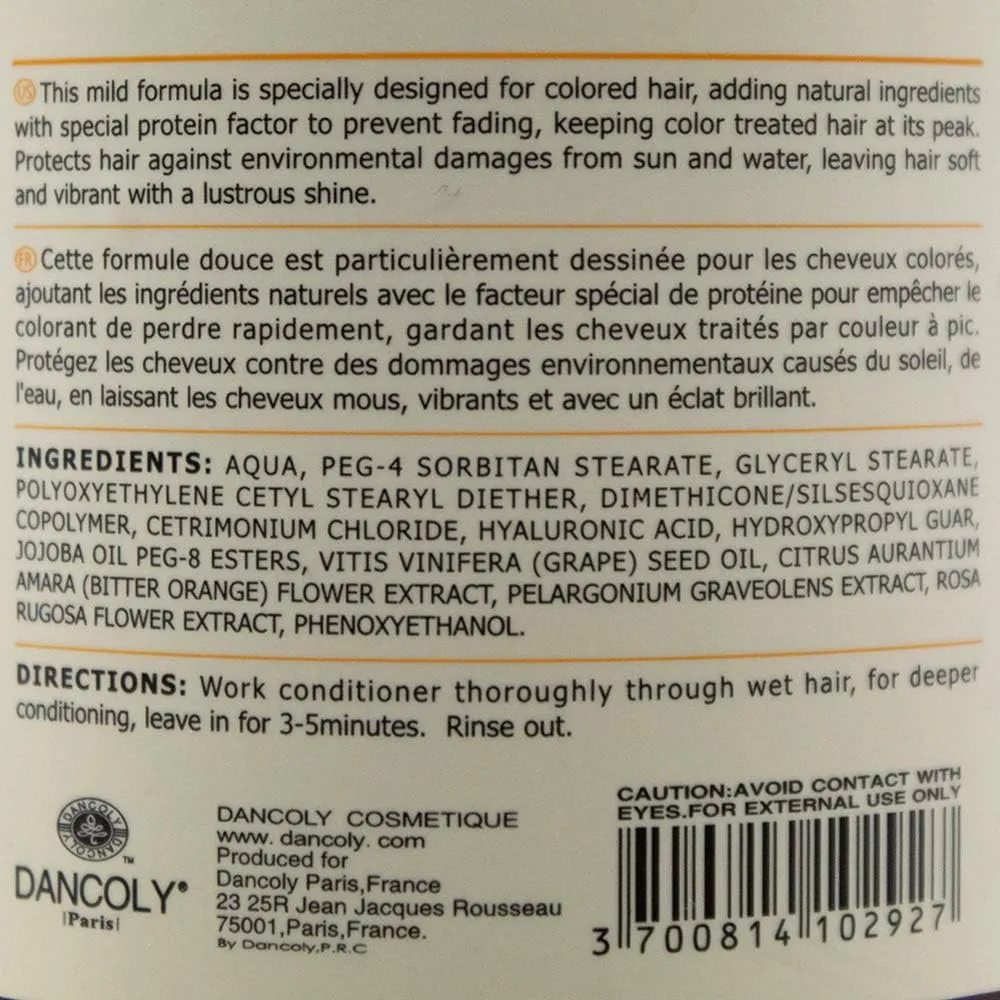 US This mild formula is specially designed for colored hair, adding natural ingredients
with special protein factor to prevent fading, keeping color treated hair at its peak.
Protects hair against environmental damages from sun and water, leaving hair soft
and vibrant with a lustrous shine.
FR Cette formule douce est particulièrement dessinée pour les cheveux colorés,
ajoutant les ingrédients naturels avec le facteur spécial de protéine pour empêcher le
colorant de perdre rapidement, gardant les cheveux traités par couleur à pic.
Protégez les cheveux contre des dommages environnementaux causés du soleil, de
l'eau, en laissant les cheveux mous, vibrants et avec un éclat brillant.
INGREDIENTS: AQUA, PEG-4 SORBITAN STEARATE, GLYCERYL STEARATE,
POLYOXYETHYLENE CETYL STEARYL DIETHER, DIMETHICONE/SILSESQUIOXANE
COPOLYMER, CETRIMONIUM CHLORIDE, HYALURONIC ACID, HYDROXYPROPYL GUAR,
JOJOBA OIL PEG-8 ESTERS, VITIS VINIFERA (GRAPE) SEED OIL, CITRUS AURANTIUM
AMARA (BITTER ORANGE) FLOWER EXTRACT, PELARGONIUM GRAVEOLENS EXTRACT, ROSA
RUGOSA FLOWER EXTRACT, PHENOXYETHANOL.
DIRECTIONS: Work conditioner thoroughly through wet hair, for deeper
conditioning, leave in for 3-5minutes. Rinse out.
DANCOLY
DANCOLY
DANCOLY
DANCOLY
TM
DANCOLY®
Paris
DANCOLY COSMETIQUE
www. dancoly. com
Produced for
Dancoly Paris,France
23 25R Jean Jacques Rousseau
75001,Paris,France.
By Dancoly,P.R.C
CAUTION:AVOID CONTACT WITH
EYES.FOR EXTERNAL USE ONLY
3 700814 102927